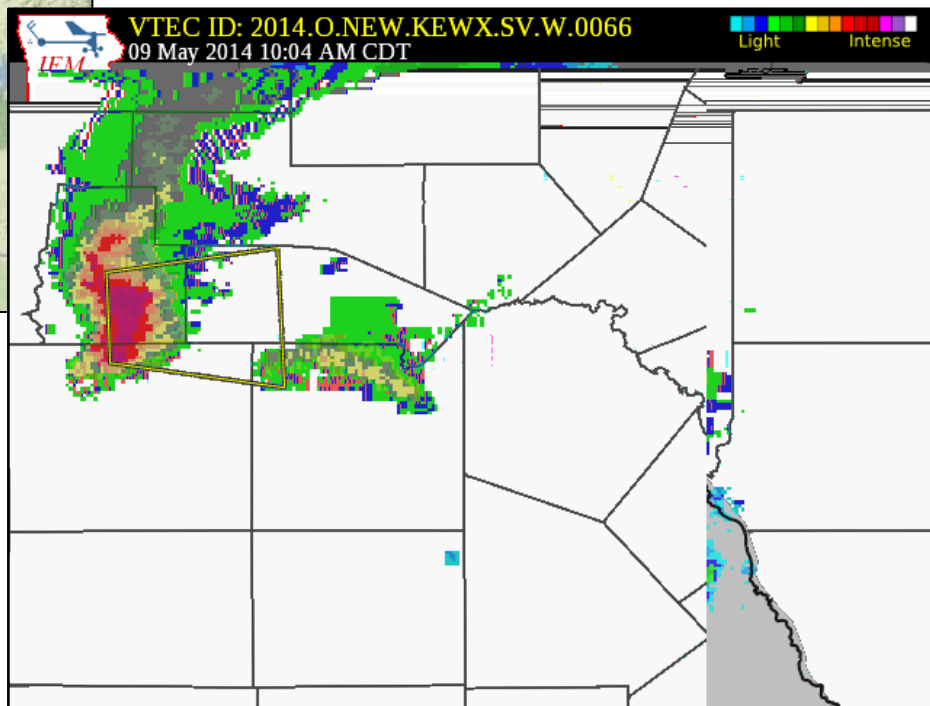 VTEC ID: 2014.O.NEW.KEWX.SV.W.0066
09 May 2014 10:04 AM CDT
IEM
Light Intense